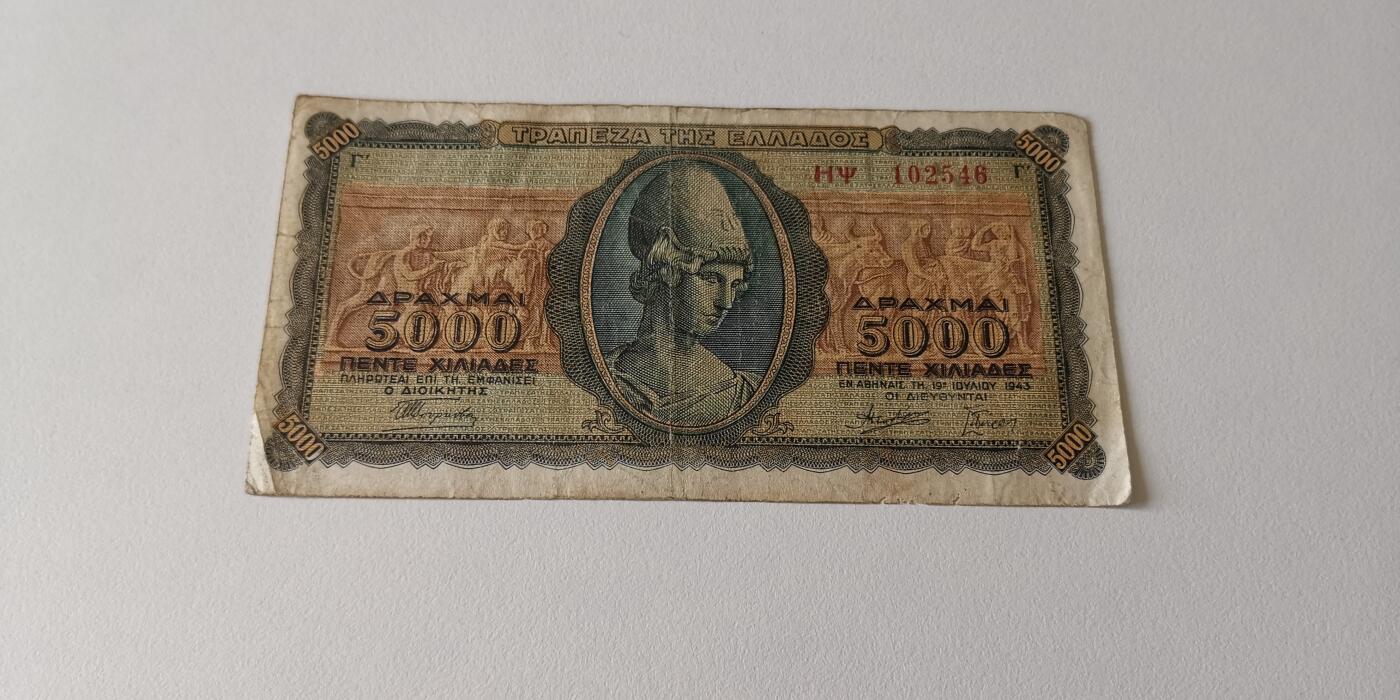 5000
ΤΡΑΠΕΖΑ ΤΗΣ ΕΛΛΑΔΟΣ
5000
Γ′
ΗΨ 102546 Γ′
ΔΡΑΧΜΑΙ
5000
ΠΕΝΤΕ ΧΙΛΙΑΔΕΣ
ΠΛΗΡΩΤΕΑΙ ΕΠΙ ΤΗ ΕΜΦΑΝΙΣΕΙ
Ο ΔΙΟΙΚΗΤΗΣ
ΔΡΑΧΜΑΙ
5000
ΠΕΝΤΕ ΧΙΛΙΑΔΕΣ
ΕΝ ΑΘΗΝΑΙΣ ΤΗ 19ῃ ΙΟΥΛΙΟΥ 1943
ΟΙ ΔΙΕΥΘΥΝΤΑΙ
5000
5000